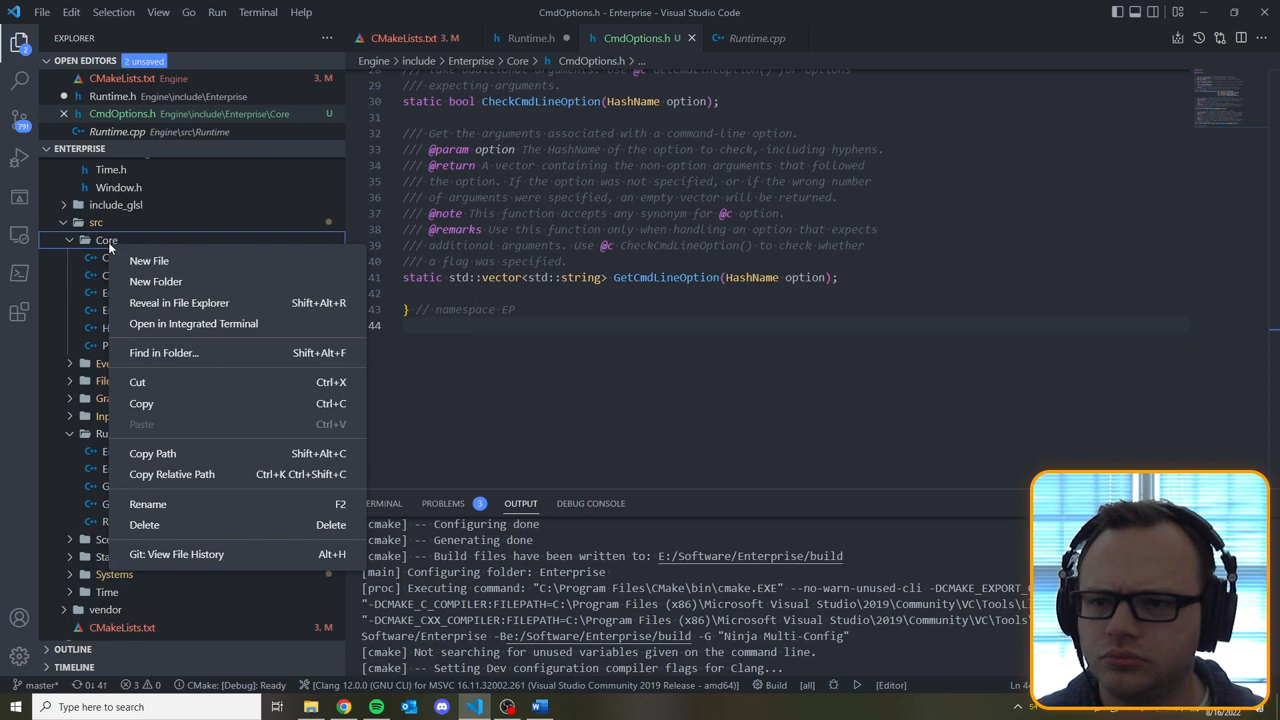 File Edit Selection View Go Run Terminal Help
CmdOptions.h - Enterprise - Visual Studio Code
EXPLORER
CMakeLists.txt 3, M
Runtime.h
CmdOptions.h U
Runtime.cpp
OPEN EDITORS 2 unsaved
Engine > include > Enterprise > Core > CmdOptions.h > ...
CMakeLists.txt Engine 3, M
Runtime.h Engine\include\Enterprise
CmdOptions.h Engine\include\Enterprise\Core U
Runtime.cpp Engine\src\Runtime
ENTERPRISE
Time.h
Window.h
include_glsl
src
Core
Run
Systems
Time
vendor
CMakeLists.txt 3, M
OUTLINE
TIMELINE
2
791
New File
New Folder
Reveal in File Explorer Shift+Alt+R
Open in Integrated Terminal
Find in Folder... Shift+Alt+F
Cut Ctrl+X
Copy Ctrl+C
Paste Ctrl+V
Copy Path Shift+Alt+C
Copy Relative Path Ctrl+K Ctrl+Shift+C
Rename F2
Delete Delete
Git: View File History Alt+H
28 /// take additional arguments. Use @c GetCmdLineOption() for options
29 /// expecting arguments.
30 static bool CheckCmdLineOption(HashName option);
31
32 /// Get the arguments associated with a command-line option.
33 /// @param option The HashName of the option to check, including hyphens.
34 /// @return A vector containing the non-option arguments that followed
35 /// the option. If the option was not specified, or if the wrong number
36 /// of arguments were specified, an empty vector will be returned.
37 /// @note This function accepts any synonym for @c option.
38 /// @remarks Use this function only when handling an option that expects
39 /// additional arguments. Use @c CheckCmdLineOption() to check whether
40 /// a flag was specified.
41 static std::vector<std::string> GetCmdLineOption(HashName option);
42
43 } // namespace EP
44
TERMINAL PROBLEMS 3 OUTPUT DEBUG CONSOLE
[cmake] -- Configuring done
[cmake] -- Generating done
[cmake] -- Build files have been written to: E:/Software/Enterprise/build
[main] Configuring folder: Enterprise
[proc] Executing command: "C:\Program Files\CMake\bin\cmake.EXE" --no-warn-unused-cli -DCMAKE_EXPORT_
"-DCMAKE_C_COMPILER:FILEPATH=C:\Program Files (x86)\Microsoft Visual Studio\2019\Community\VC\Tools\
"-DCMAKE_CXX_COMPILER:FILEPATH=C:\Program Files (x86)\Microsoft Visual Studio\2019\Community\VC\Tools
Software/Enterprise -Be:/Software/Enterprise/build -G "Ninja Multi-Config"
[cmake] Not searching for unused variables given on the command line.
[cmake] -- Setting Dev configuration compiler flags for Clang...
master* 0↓ 4↑ 3 0 CMake: [Debug]: Ready [Clang 12.0.0 (GNU CLI) for MSVC 16.11.32002.261 (Visual Studio Community 2019 Release - amd64)] Build [all] [Editor]
Type here to search
8/16/2022